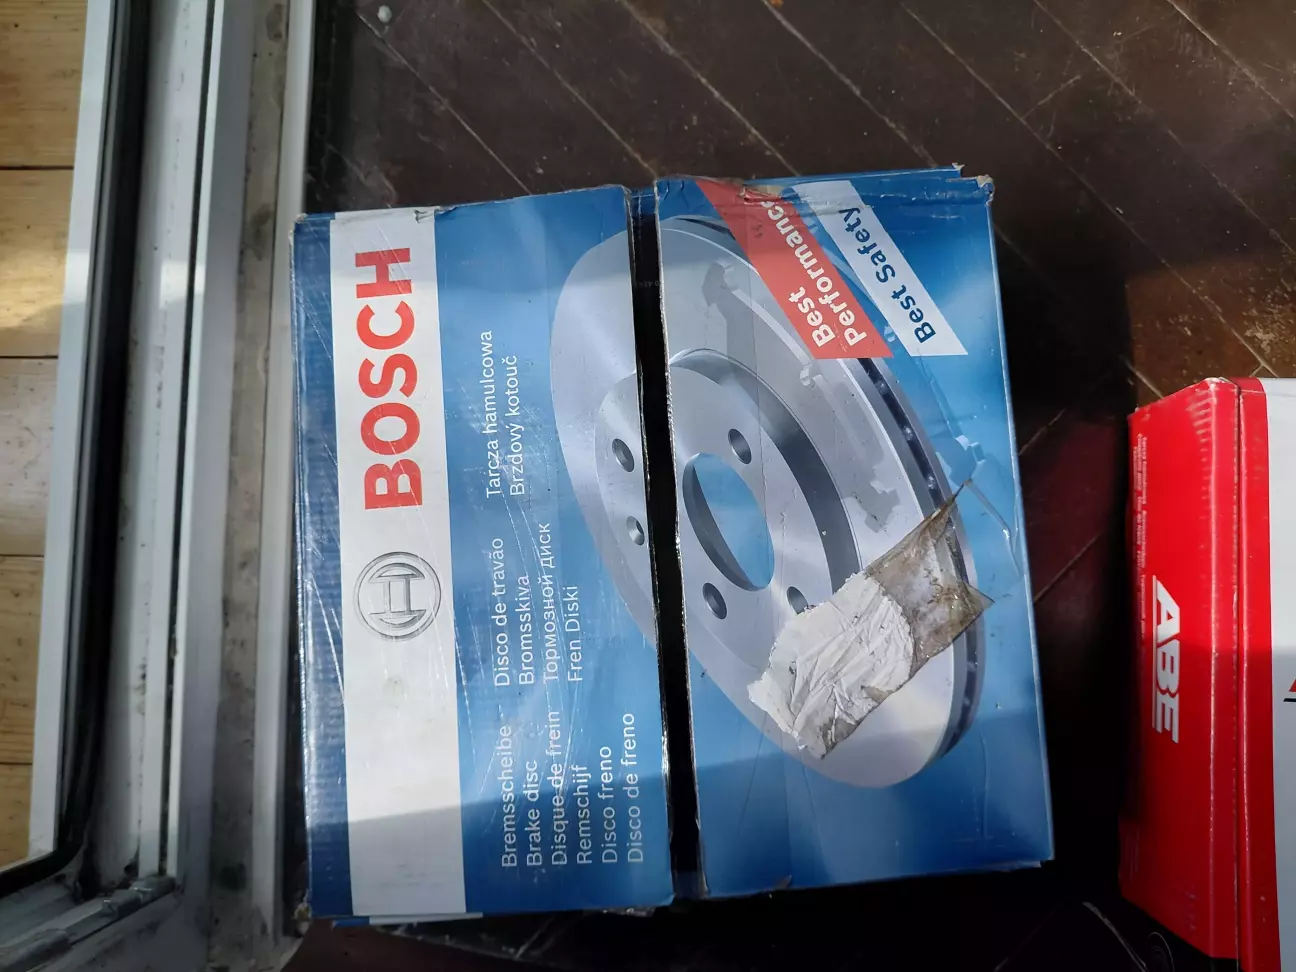 BOSCH
Bremsscheibe
Brake disc
Disque de frein
Remschijf
Disco freno
Disco de freno
Disco de travão
Bromsskiva
Тормозной диск
Fren Diski
Tarcza hamulcowa
Brzdový kotouč
Best
Performance
Best Safety
ABE